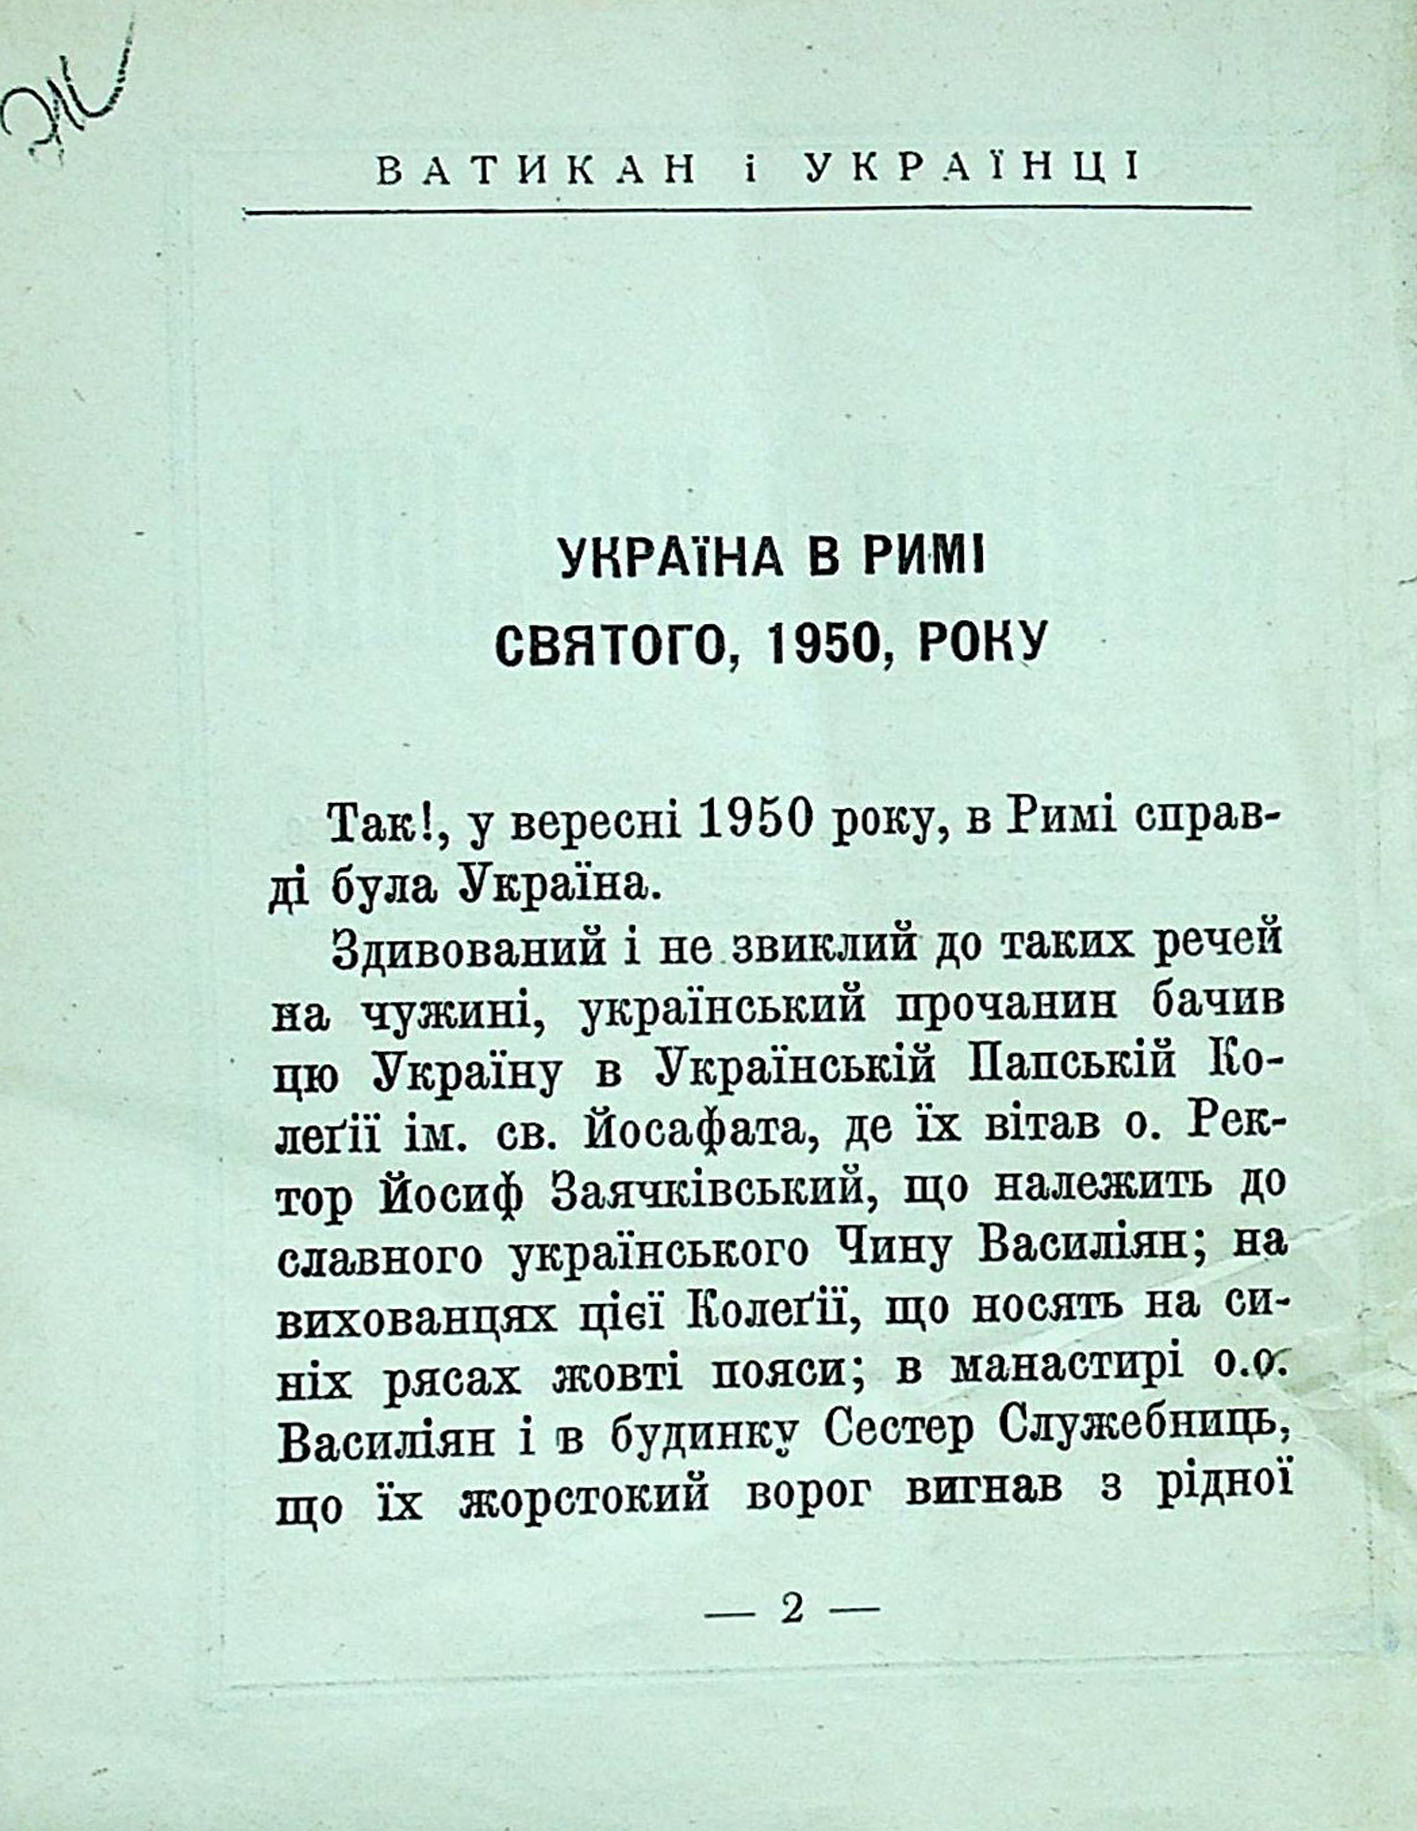 ВАТИКАН і УКРАЇНЦІ
УКРАЇНА В РИМІ
СВЯТОГО, 1950, РОКУ
Так!, у вересні 1950 року, в Римі справ-
ді була Україна.
Здивований і не звиклий до таких речей
на чужині, український прочанин бачив
цю Україну в Українській Папській Ко-
леґії ім. св. Йосафата, де їх вітав о. Рек-
тор Йосиф Заячківський, що належить до
славного українського Чину Василіян; на
вихованцях цієї Колеґії, що носять на си-
ніх рясах жовті пояси; в манастирі о.о.
Василіян і в будинку Сестер Служебниць,
що їх жорстокий ворог вигнав з рідної
— 2 —